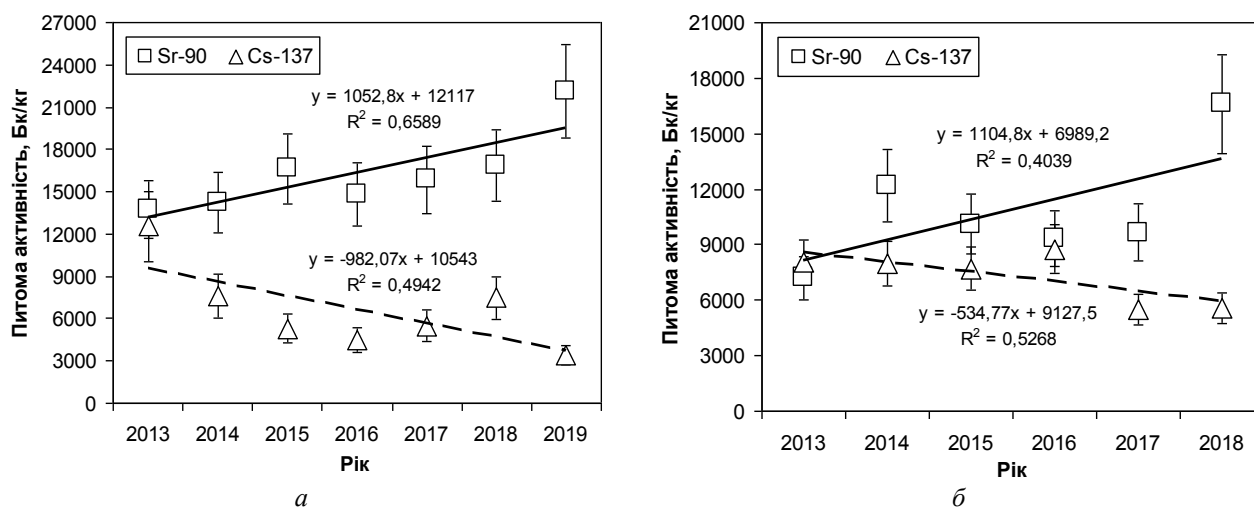 Питома активність, Бк/кг
27000
24000
21000
18000
15000
12000
9000
6000
3000
0
Sr-90 Cs-137
y = 1052,8x + 12117
R² = 0,6589
y = -982,07x + 10543
R² = 0,4942
2013 2014 2015 2016 2017 2018 2019
Рік
а
Питома активність, Бк/кг
21000
18000
15000
12000
9000
6000
3000
0
Sr-90 Cs-137
y = 1104,8x + 6989,2
R² = 0,4039
y = -534,77x + 9127,5
R² = 0,5268
2013 2014 2015 2016 2017 2018
Рік
б